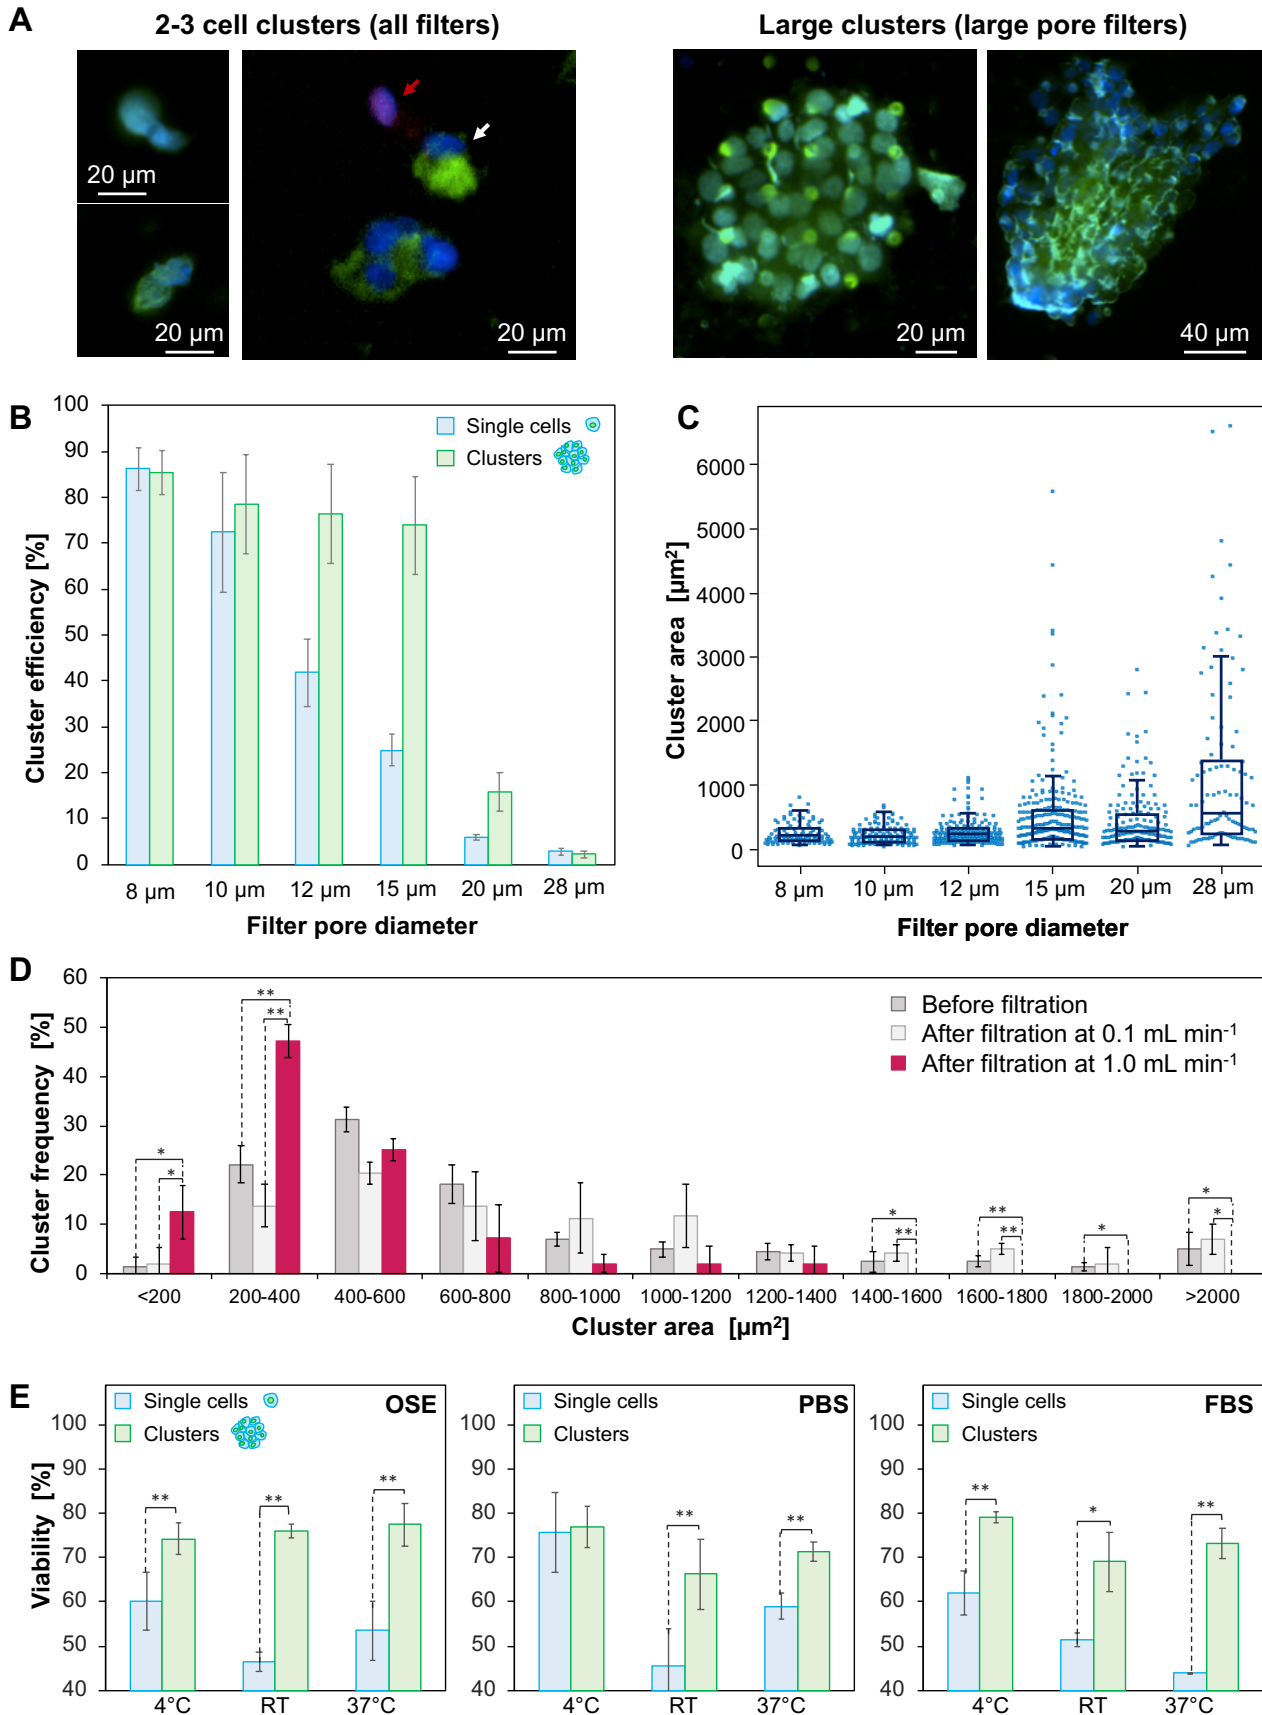 A
2-3 cell clusters (all filters)
Large clusters (large pore filters)
20 µm
20 µm
20 µm
20 µm
40 µm
B
Cluster efficiency [%]
100
90
80
70
60
50
40
30
20
10
0
Single cells
Clusters
8 µm
10 µm
12 µm
15 µm
20 µm
28 µm
Filter pore diameter
C
Cluster area [µm²]
6000
5000
4000
3000
2000
1000
0
8 µm
10 µm
12 µm
15 µm
20 µm
28 µm
Filter pore diameter
D
Cluster frequency [%]
60
50
40
30
20
10
0
** ** * * * ** ** ** * * *
Before filtration
After filtration at 0.1 mL min⁻¹
After filtration at 1.0 mL min⁻¹
<200
200-400
400-600
600-800
800-1000
1000-1200
1200-1400
1400-1600
1600-1800
1800-2000
>2000
Cluster area [µm²]
E
Viability [%]
Single cells
Clusters
OSE
100
90
80
70
60
50
40
** ** **
4°C
RT
37°C
Single cells
Clusters
PBS
100
90
80
70
60
50
40
** **
4°C
RT
37°C
Single cells
Clusters
FBS
100
90
80
70
60
50
40
** * **
4°C
RT
37°C